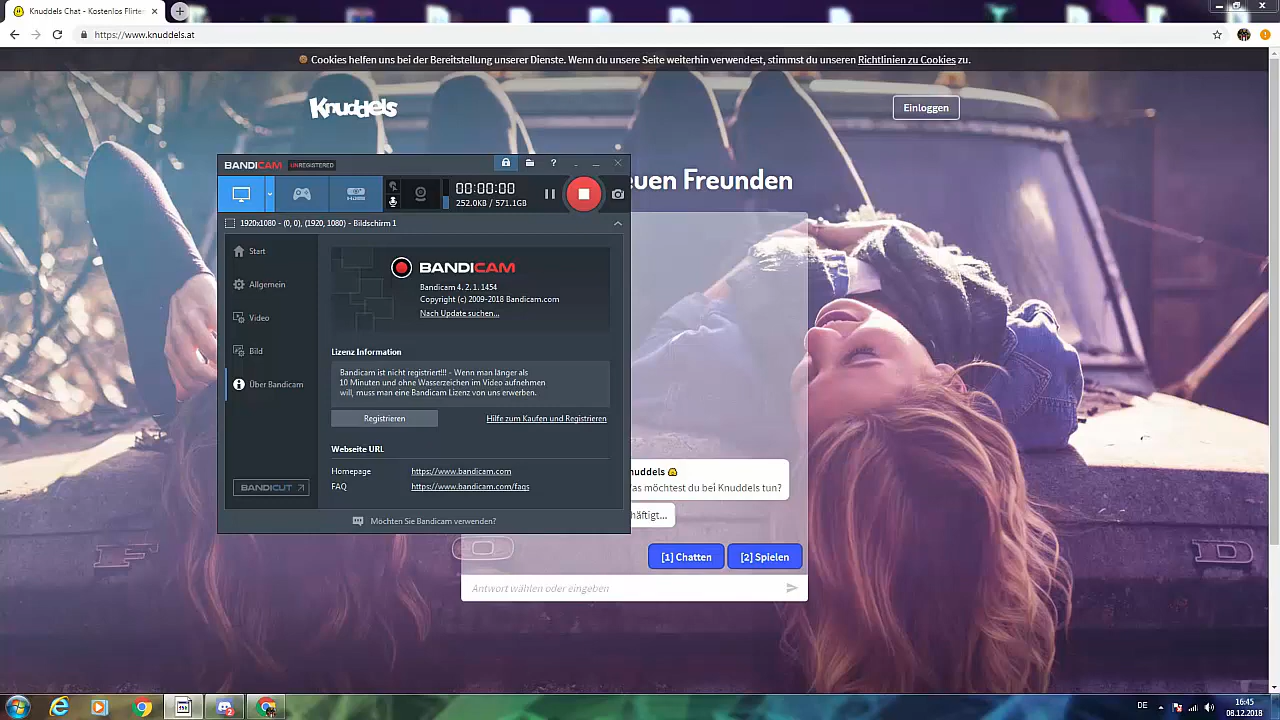 Knuddels Chat - Kostenlos Flirte
https://www.knuddels.at
Cookies helfen uns bei der Bereitstellung unserer Dienste. Wenn du unsere Seite weiterhin verwendest, stimmst du unseren Richtlinien zu Cookies zu.
Knuddels
Einloggen
euen Freunden
BANDICAM UNREGISTERED
00:00:00
252.0KB / 571.1GB
1920x1080 - (0, 0), (1920, 1080) - Bildschirm 1
Start
Allgemein
Video
Bild
Über Bandicam
BANDICUT
BANDICAM
Bandicam 4. 2. 1. 1454
Copyright (c) 2009-2018 Bandicam.com
Nach Update suchen...
Lizenz Information
Bandicam ist nicht registriert!!! - Wenn man länger als
10 Minuten und ohne Wasserzeichen im Video aufnehmen
will, muss man eine Bandicam Lizenz von uns erwerben.
Registrieren
Hilfe zum Kaufen und Registrieren
Webseite URL
Homepage https://www.bandicam.com
FAQ https://www.bandicam.com/faqs
Möchten Sie Bandicam verwenden?
nuddels
as möchtest du bei Knuddels tun?
häftigt...
[1] Chatten
[2] Spielen
Antwort wählen oder eingeben
F
D
DE
16:45
08.12.2018